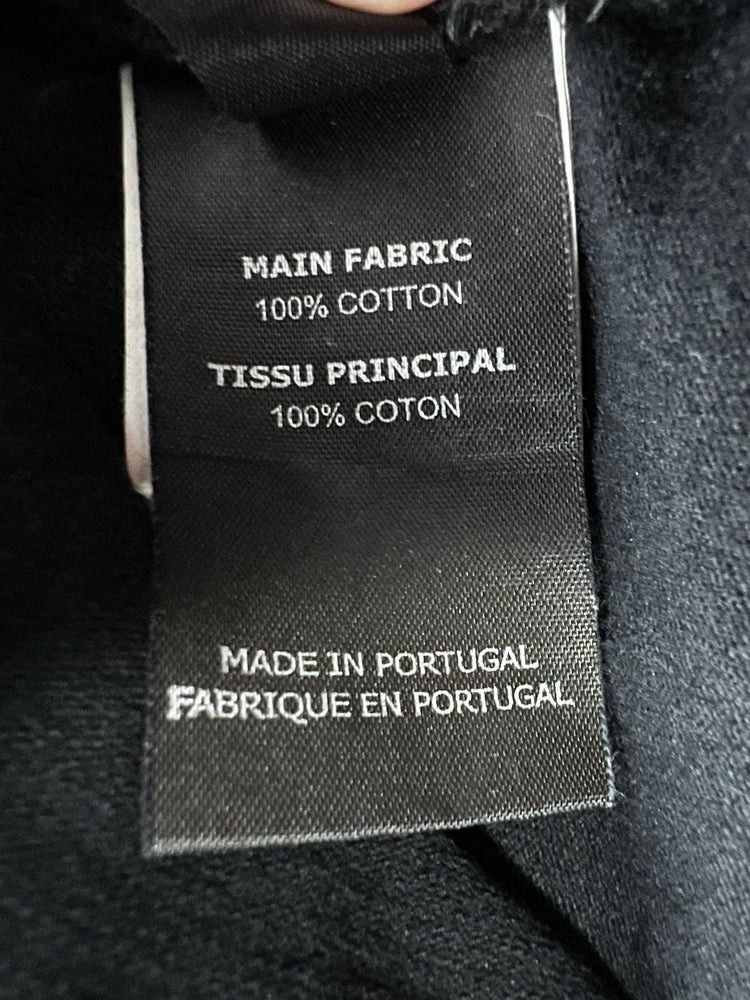 MAIN FABRIC
100% COTTON
TISSU PRINCIPAL
100% COTON
MADE IN PORTUGAL
FABRIQUE EN PORTUGAL